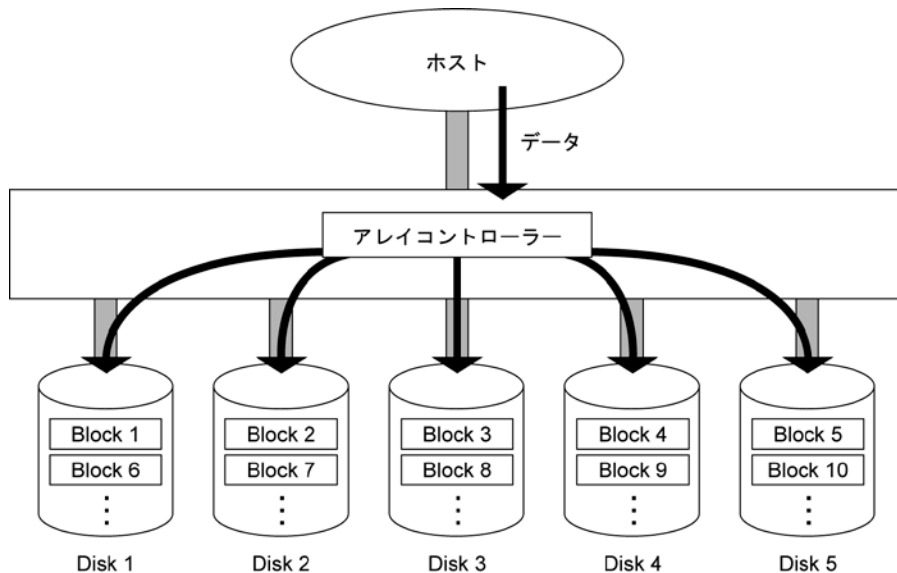 ホスト
データ
アレイコントローラー
Block 1
Block 2
Block 3
Block 4
Block 5
Block 6
Block 7
Block 8
Block 9
Block 10
Disk 1
Disk 2
Disk 3
Disk 4
Disk 5